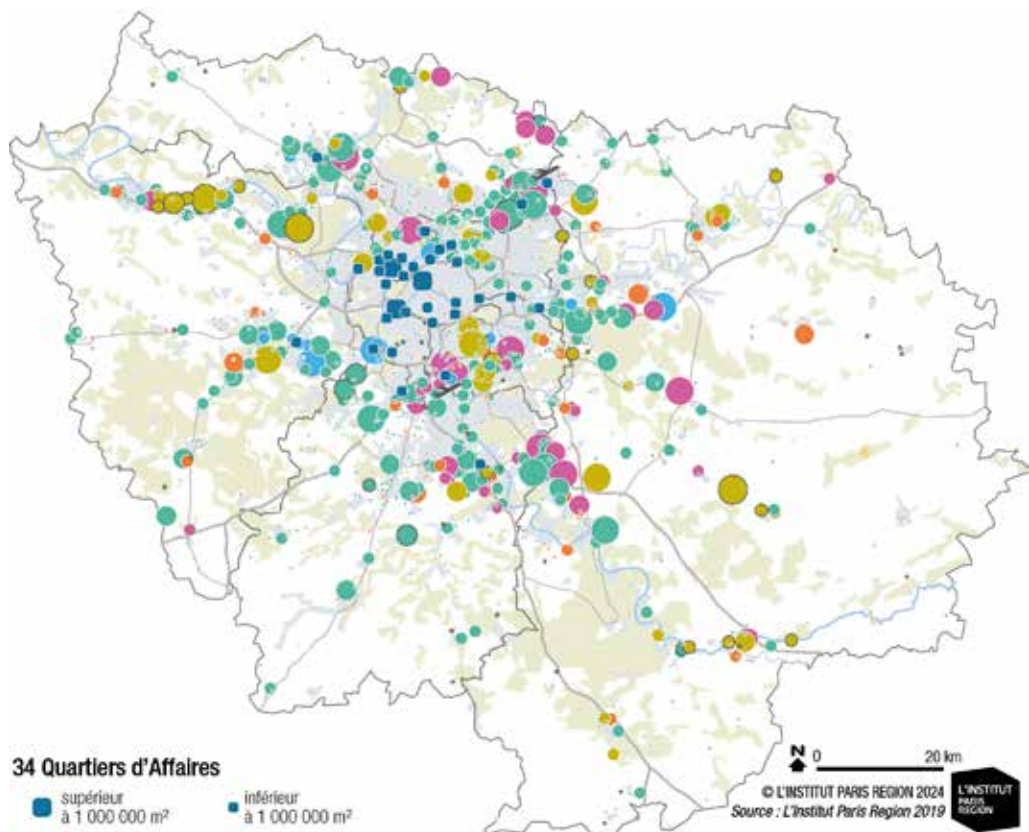 34 Quartiers d'Affaires
supérieur
à 1 000 000 m²
inférieur
à 1 000 000 m²
N 0 20 km
© L'INSTITUT PARIS REGION 2024
Source : L'Institut Paris Region 2019
L'INSTITUT
PARIS
REGION